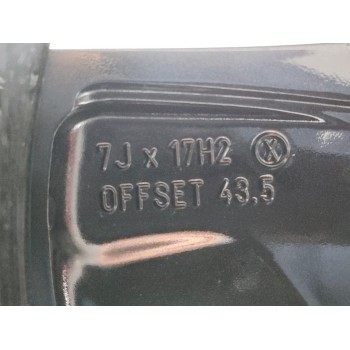 7J x 17H2 Ⓧ
OFFSET 43,5